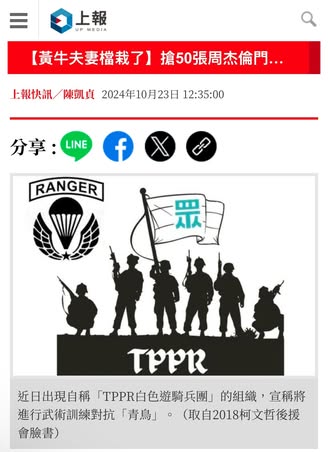 上報
UP MEDIA
【黃牛夫妻檔栽了】搶50張周杰倫門...
上報快訊／陳凱貞 2024年10月23日 12:35:00
分享 :
LINE
RANGER
眾
TPPR
近日出現自稱「TPPR白色遊騎兵團」的組織，宣稱將
進行武術訓練對抗「青鳥」。（取自2018柯文哲後援
會臉書）